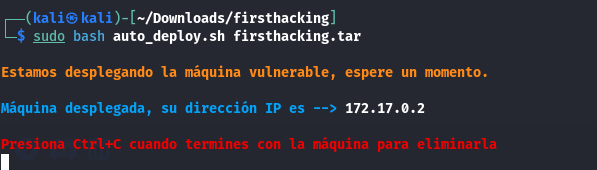 (kali㉿kali)-[~/Downloads/firsthacking]
$ sudo bash auto_deploy.sh firsthacking.tar
Estamos desplegando la máquina vulnerable, espere un momento.
Máquina desplegada, su dirección IP es --> 172.17.0.2
Presiona Ctrl+C cuando termines con la máquina para eliminarla